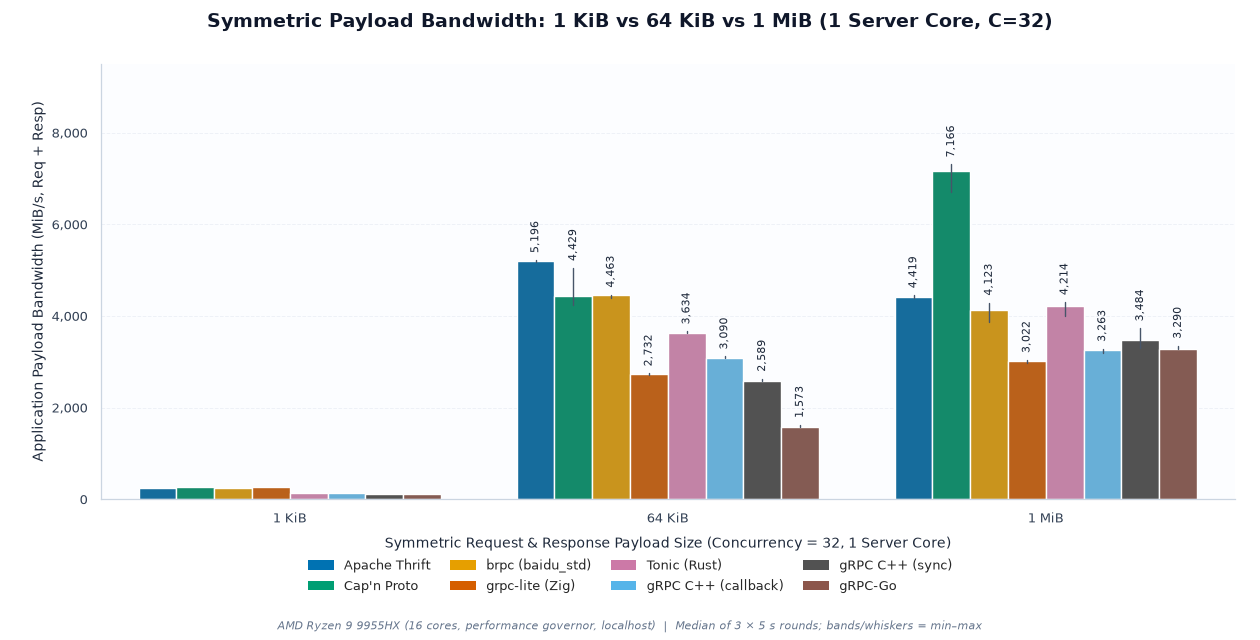 Symmetric Payload Bandwidth: 1 KiB vs 64 KiB vs 1 MiB (1 Server Core, C=32)
Application Payload Bandwidth (MiB/s, Req + Resp)
8,000
6,000
4,000
2,000
0
5,196
4,429
4,463
2,732
3,634
3,090
2,589
1,573
4,419
7,166
4,123
3,022
4,214
3,263
3,484
3,290
1 KiB
64 KiB
1 MiB
Symmetric Request & Response Payload Size (Concurrency = 32, 1 Server Core)
Apache Thrift
Cap'n Proto
brpc (baidu_std)
grpc-lite (Zig)
Tonic (Rust)
gRPC C++ (callback)
gRPC C++ (sync)
gRPC-Go
AMD Ryzen 9 9955HX (16 cores, performance governor, localhost) | Median of 3 × 5 s rounds; bands/whiskers = min–max